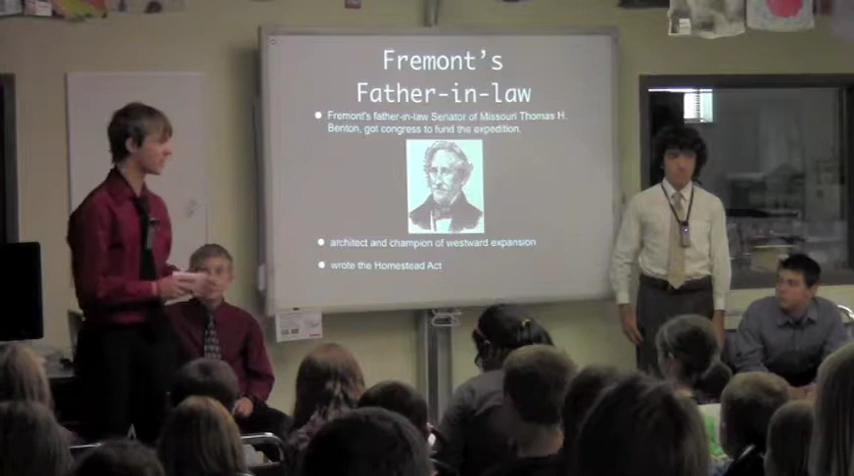 Fremont's
Father-in-law
Fremont's father-in-law Senator of Missouri Thomas H.
Benton, got congress to fund the expedition.
architect and champion of westward expansion
wrote the Homestead Act